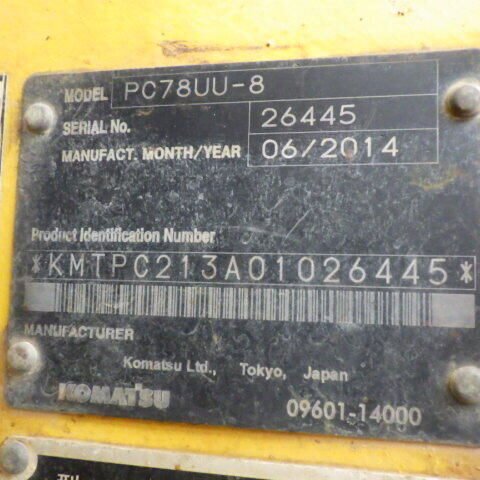 MODEL PC78UU-8
SERIAL No. 26445
MANUFACT. MONTH/YEAR 06/2014
Product Identification Number
*KMTPC213A01026445*
MANUFACTURER
Komatsu Ltd., Tokyo, Japan
KOMATSU 09601-14000